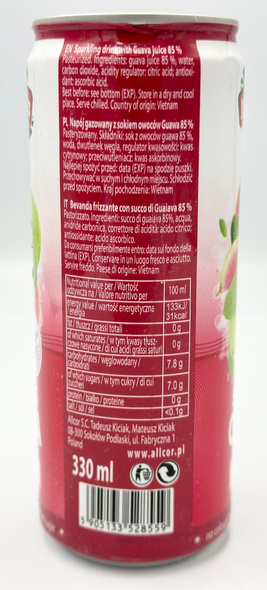 EN Sparkling drink with Guava Juice 85 %
Pasteurized. Ingredients: guava juice 85 %, water,
carbon dioxide, acidity regulator: citric acid; antioxi-
dant: ascorbic acid.
Best before: see bottom (EXP). Store in a dry and cool
place. Serve chilled. Country of origin: Vietnam
PL Napój gazowany z sokiem owoców Guawa 85 %
Pasteryzowany. Składniki: sok z owoców guawa 85 %,
woda, dwutlenek węgla, regulator kwasowości: kwas
cytrynowy; przeciwutleniacz: kwas askorbinowy.
Najlepiej spożyć przed: data (EXP) na spodzie puszki.
Przechowywać w suchym i chłodnym miejscu. Schłodzić
przed spożyciem. Kraj pochodzenia: Wietnam
IT Bevanda frizzante con succo di Guaiava 85 %
Pastorizzato. Ingredienti: succo di guaiava 85%, acqua,
andride carbonica, correttore di acidità: acido citrico;
antiossidante: acido ascorbico.
Da consumarsi preferibilmente entro: data sul fondo della
lattina (EXP). Conservare in un luogo fresco e asciutto.
Servire freddo. Paese di origine: Vietnam
Nutritional value per / Wartość
odżywcza na / Valore nutritivo per
100 ml
energy value / wartość energetyczna
/ energia
133kJ/
31kcal
fat / tłuszcz / grassi totali
0 g
of which saturates / w tym kwasy tłusz-
czowe nasycone / di cui acidi grassi saturi
0g
carbohydrates / węglowodany /
carboidrati
7.8 g
of which sugars / w tym cukry / di cui
zuccheri
7.0 g
protein / białko / proteine
0 g
salt / sól / sel
<0.1g
Allcor S.C. Tadeusz Kiciak, Mateusz Kiciak
08-300 Sokołów Podlaski, ul. Fabryczna 1
Poland
www.allcor.pl
330 ml
5 905133 528539